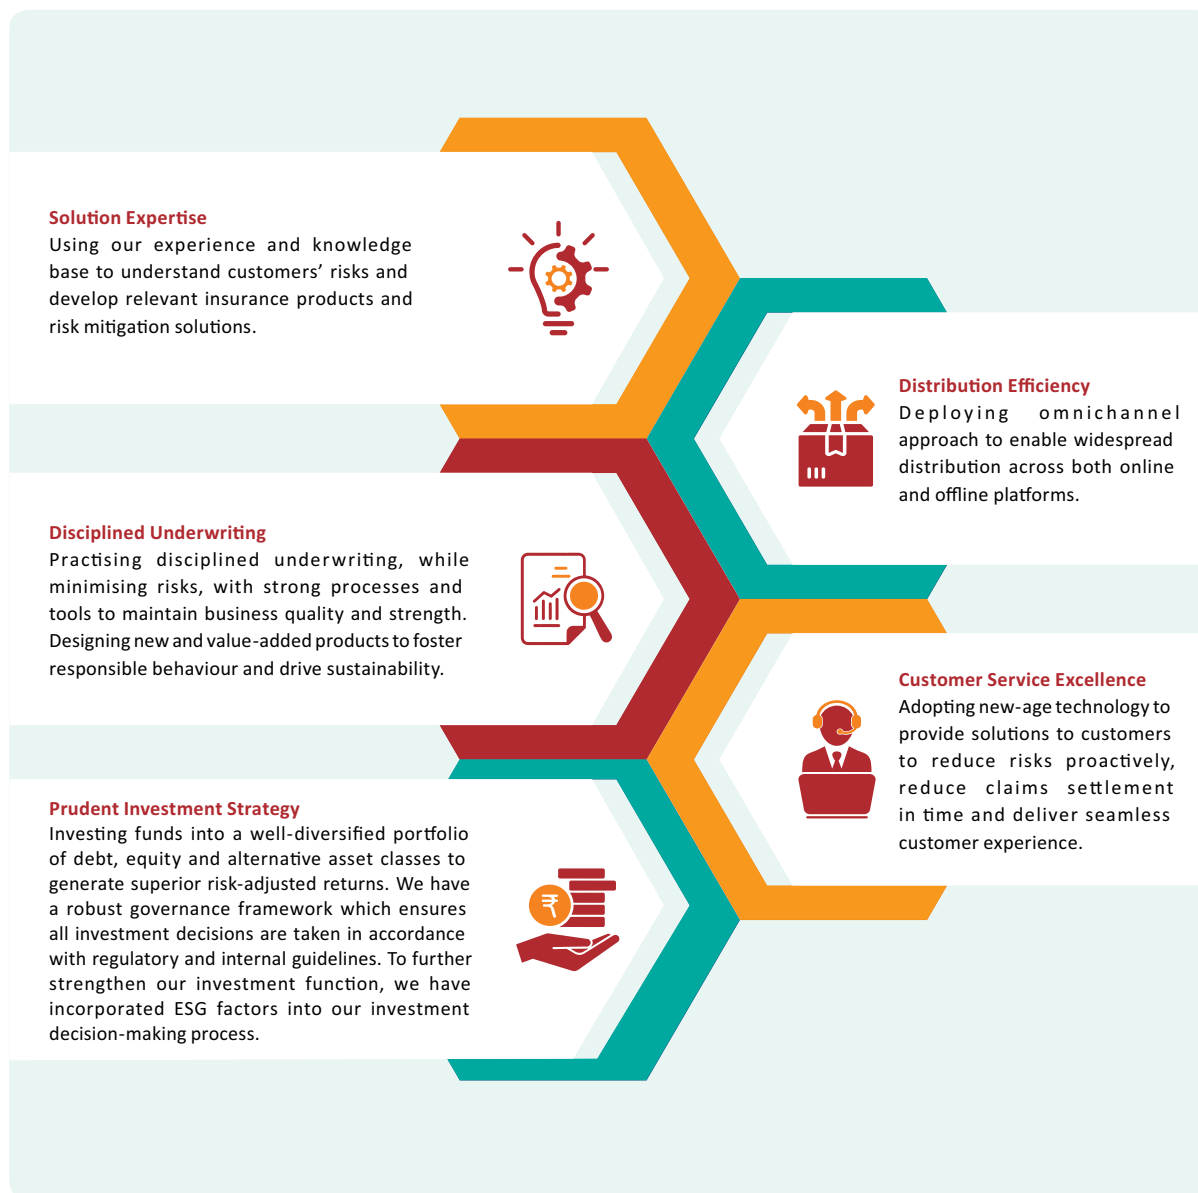 Solution Expertise
Using our experience and knowledge
base to understand customers’ risks and
develop relevant insurance products and
risk mitigation solutions.
Distribution Efficiency
Deploying omnichannel
approach to enable widespread
distribution across both online
and offline platforms.
Disciplined Underwriting
Practising disciplined underwriting, while
minimising risks, with strong processes and
tools to maintain business quality and strength.
Designing new and value-added products to foster
responsible behaviour and drive sustainability.
Customer Service Excellence
Adopting new-age technology to
provide solutions to customers
to reduce risks proactively,
reduce claims settlement
in time and deliver seamless
customer experience.
Prudent Investment Strategy
Investing funds into a well-diversified portfolio
of debt, equity and alternative asset classes to
generate superior risk-adjusted returns. We have
a robust governance framework which ensures
all investment decisions are taken in accordance
with regulatory and internal guidelines. To further
strengthen our investment function, we have
incorporated ESG factors into our investment
decision-making process.
₹